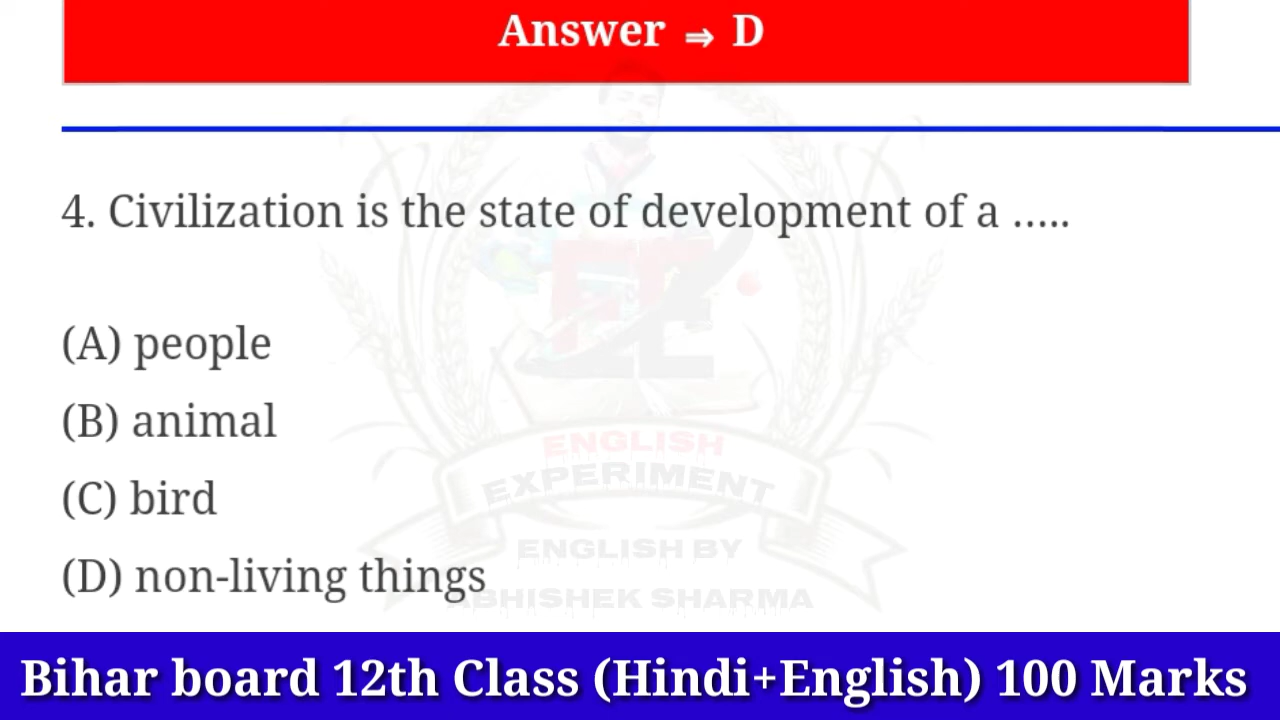 Answer ⇒ D
4. Civilization is the state of development of a .....
(A) people
(B) animal
(C) bird
(D) non-living things
ENGLISH
EXPERIMENT
ENGLISH BY
ABHISHEK SHARMA
Bihar board 12th Class (Hindi+English) 100 Marks